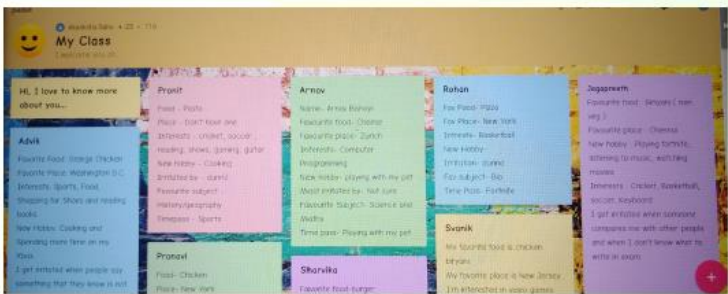 My Class
Hi, I love to know more
about you...
Advik
Favorite Food: Orange Chicken
Favorite Place: Washington D.C.
Interests: Sports, Food,
Shopping for Shoes and reading
books
New Hobby: Cooking and
Spending more time on my
Xbox
I get irritated when people say
something that they know is not
Pranit
Food - Pasta
Place - Don't have one
Interests - cricket, soccer,
reading, shows, gaming, guitar
New hobby - Cooking
Irritated by - dunno
Favourite subject -
History/geography
Timepass - Sports
Pranavi
Food- Chicken
Place- New York
Arnav
Name- Arnav
Favourite food- Cheese
Favourite place- Zurich
Interests- Computer
Programming
New Hobby- playing with my pet
Most irritated by- Not sure
Favourite Subject- Science and
Maths
Time pass- Playing with my pet
Sharvika
Favourite food-burger
Rohan
Fav Food- Pizza
Fav Place- New York
Intrests- Basketball
New Hobby-
Irritation- dunno
Fav subject-Bio
Time Pass- Fortnite
Svanik
My favorite food is chicken
biryani
My favorite place is New Jersey
I'm interested in video games
Jagapreeth
Favourite food : Biriyani ( non
veg )
Favourite place : Chennai
New hobby : Playing fortnite,
listening to music, watching
movies
Interests : Cricket, Basketball,
soccer, keyboard
I get irritated when someone
compares me with other people
and when I don't know what to
write in exam